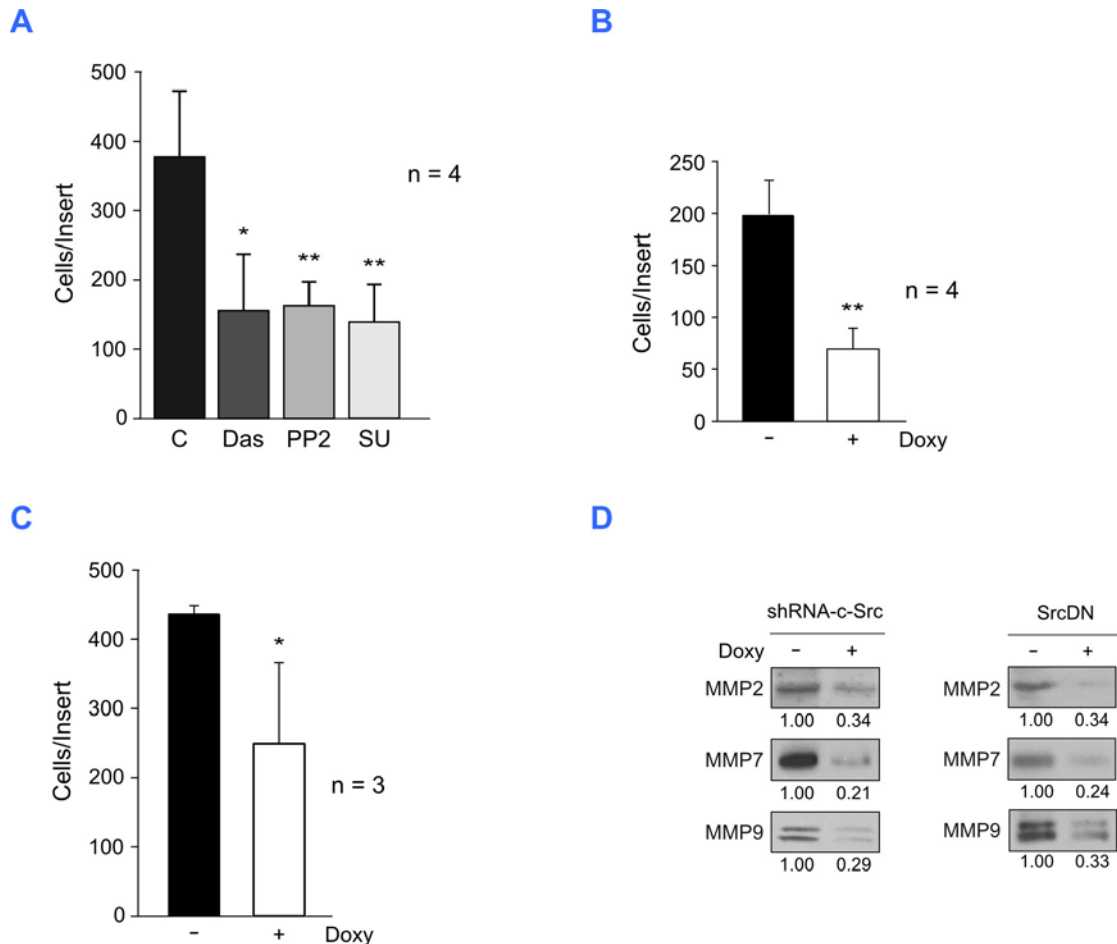 A
500
400
300
200
100
0
Cells/Insert
n = 4
*
**
**
C Das PP2 SU
B
250
200
150
100
50
0
Cells/Insert
n = 4
**
- + Doxy
C
500
400
300
200
100
0
Cells/Insert
n = 3
*
- + Doxy
D
shRNA-c-Src
Doxy - +
MMP2
1.00 0.34
MMP7
1.00 0.21
MMP9
1.00 0.29
SrcDN
- +
MMP2
1.00 0.34
MMP7
1.00 0.24
MMP9
1.00 0.33